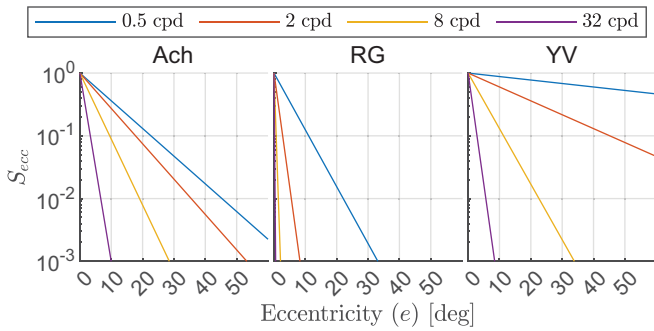 0.5 cpd 2 cpd 8 cpd 32 cpd
Ach RG YV
10^0
10^-1
10^-2
10^-3
S_ecc
0 10 20 30 40 50 0 10 20 30 40 50 0 10 20 30 40 50
Eccentricity (e) [deg]